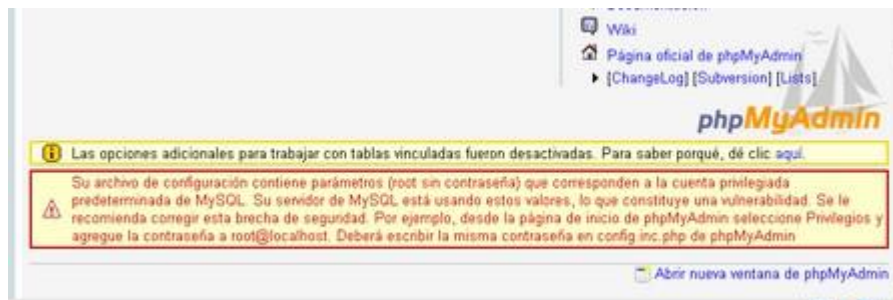 Documentación
Wiki
Página oficial de phpMyAdmin
[ChangeLog] [Subversion] [Lists]
phpMyAdmin
Las opciones adicionales para trabajar con tablas vinculadas fueron desactivadas. Para saber porqué, dé clic aquí.
Su archivo de configuración contiene parámetros (root sin contraseña) que corresponden a la cuenta privilegiada
predeterminada de MySQL. Su servidor de MySQL está usando estos valores, lo que constituye una vulnerabilidad. Se le
recomienda corregir esta brecha de seguridad. Por ejemplo, desde la página de inicio de phpMyAdmin seleccione Privilegios y
agregue la contraseña a root@localhost. Deberá escribir la misma contraseña en config.inc.php de phpMyAdmin
Abrir nueva ventana de phpMyAdmin